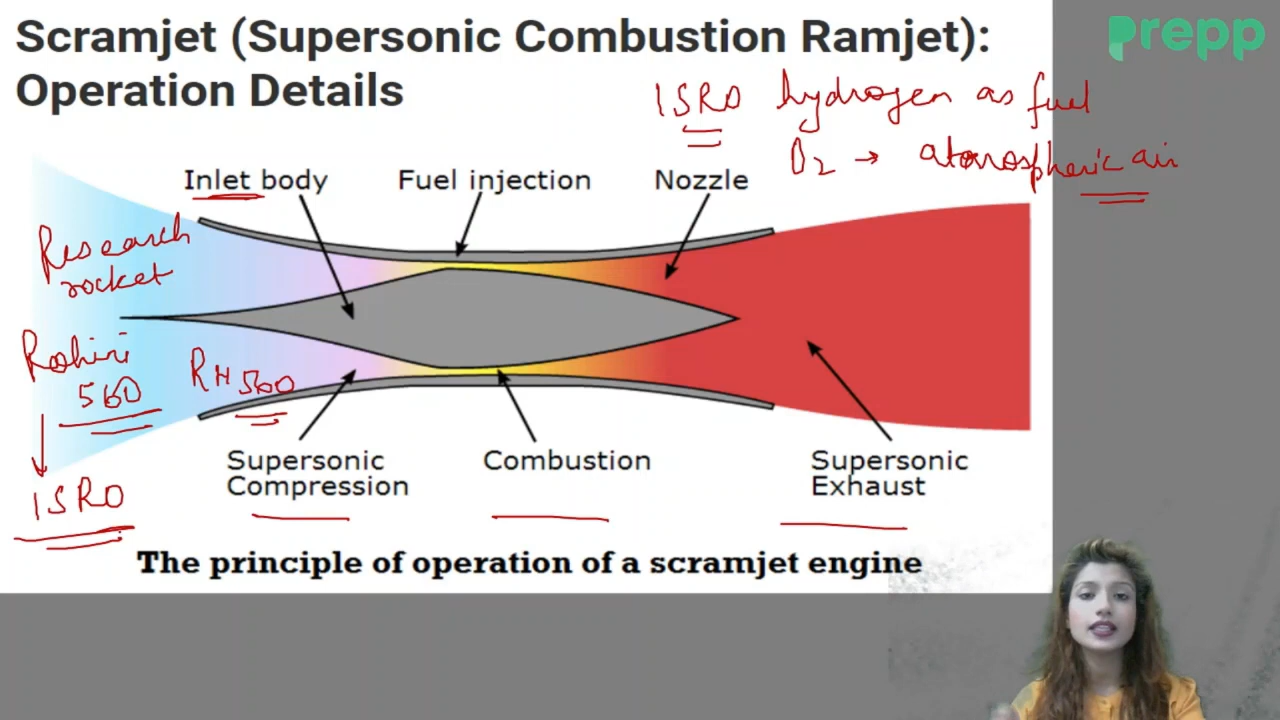 Scramjet (Supersonic Combustion Ramjet):
Operation Details
prepp
ISRO hydrogen as fuel
O2 → atmospheric air
Inlet body
Fuel injection
Nozzle
Research
rocket
Rohini
560
RH 560
ISRO
Supersonic
Compression
Combustion
Supersonic
Exhaust
The principle of operation of a scramjet engine